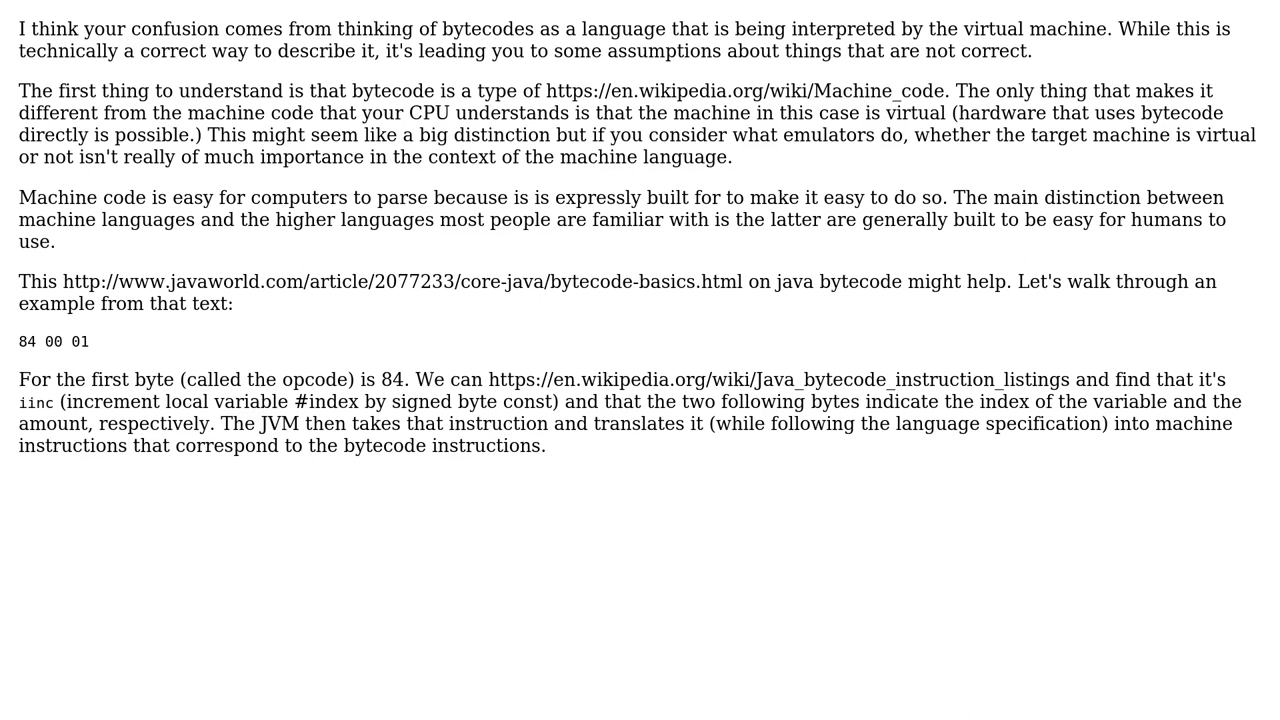 I think your confusion comes from thinking of bytecodes as a language that is being interpreted by the virtual machine. While this is
technically a correct way to describe it, it's leading you to some assumptions about things that are not correct.
The first thing to understand is that bytecode is a type of https://en.wikipedia.org/wiki/Machine_code. The only thing that makes it
different from the machine code that your CPU understands is that the machine in this case is virtual (hardware that uses bytecode
directly is possible.) This might seem like a big distinction but if you consider what emulators do, whether the target machine is virtual
or not isn't really of much importance in the context of the machine language.
Machine code is easy for computers to parse because is is expressly built for to make it easy to do so. The main distinction between
machine languages and the higher languages most people are familiar with is the latter are generally built to be easy for humans to
use.
This http://www.javaworld.com/article/2077233/core-java/bytecode-basics.html on java bytecode might help. Let's walk through an
example from that text:
84 00 01
For the first byte (called the opcode) is 84. We can https://en.wikipedia.org/wiki/Java_bytecode_instruction_listings and find that it's
iinc (increment local variable #index by signed byte const) and that the two following bytes indicate the index of the variable and the
amount, respectively. The JVM then takes that instruction and translates it (while following the language specification) into machine
instructions that correspond to the bytecode instructions.